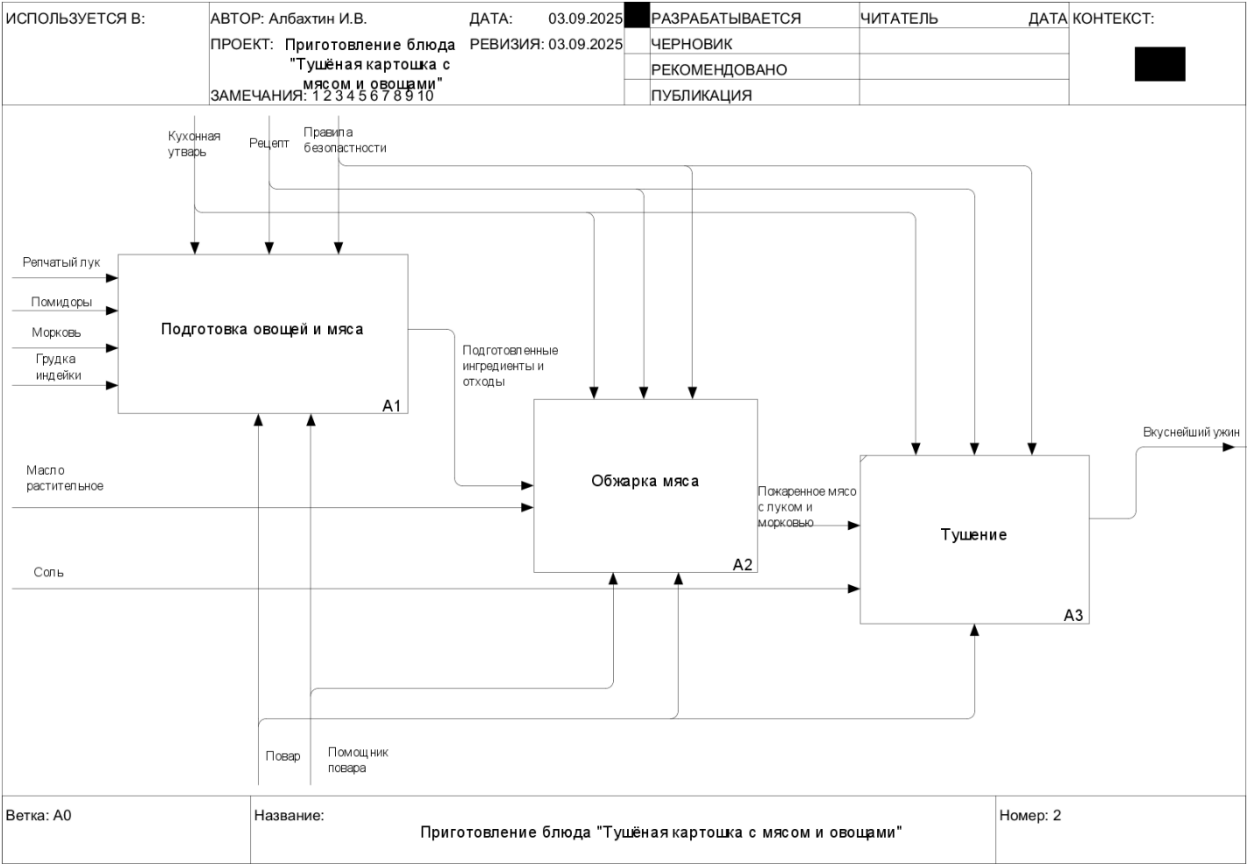 ИСПОЛЬЗУЕТСЯ В:
АВТОР: Албахтин И.В.
ДАТА: 03.09.2025
РАЗРАБАТЫВАЕТСЯ
ЧИТАТЕЛЬ
ДАТА
КОНТЕКСТ:
ПРОЕКТ: Приготовление блюда
"Тушёная картошка с
мясом и овощами"
РЕВИЗИЯ: 03.09.2025
ЧЕРНОВИК
РЕКОМЕНДОВАНО
ЗАМЕЧАНИЯ: 1 2 3 4 5 6 7 8 9 10
ПУБЛИКАЦИЯ
Кухонная
утварь
Рецепт
Правила
безопастности
Репчатый лук
Помидоры
Морковь
Грудка
индейки
Подготовка овощей и мяса
A1
Подготовленные
ингредиенты и
отходы
Масло
растительное
Обжарка мяса
A2
Пожаренное мясо
с луком и
морковью
Вкуснейший ужин
Тушение
A3
Соль
Повар
Помощник
повара
Ветка: A0
Название:
Приготовление блюда "Тушёная картошка с мясом и овощами"
Номер: 2